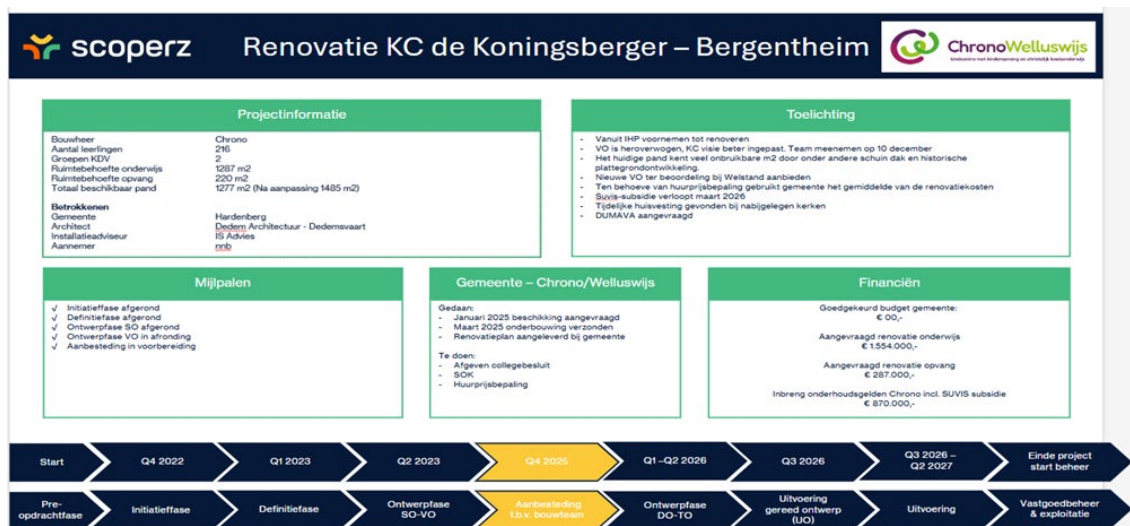 scoperz
Renovatie KC de Koningsberger – Bergentheim
ChronoWelluswijs
kindcentra met kinderopvang en christelijk basisonderwijs
Projectinformatie
Bouwheer Chrono
Aantal leerlingen 216
Groepen KDV 2
Ruimtebehoefte onderwijs 1287 m2
Ruimtebehoefte opvang 220 m2
Totaal beschikbaar pand 1277 m2 (Na aanpassing 1485 m2)
Betrokkenen
Gemeente Hardenberg
Architect Dedem Architectuur - Dedemsvaart
Installatieadviseur IS Advies
Aannemer nnb
Toelichting
- Vanuit IHP voornemen tot renoveren
- VO is heroverwogen, KC visie beter ingepast. Team meenemen op 10 december
- Het huidige pand kent veel onbruikbare m2 door onder andere schuin dak en historische
plattegrondontwikkeling.
- Nieuwe VO ter beoordeling bij Welstand aanbieden
- Ten behoeve van huurprijsbepaling gebruikt gemeente het gemiddelde van de renovatiekosten
- Suvis-subsidie verloopt maart 2026
- Tijdelijke huisvesting gevonden bij nabijgelegen kerken
- DUMAVA aangevraagd
Mijlpalen
√ Initiatieffase afgerond
√ Definitiefase afgerond
√ Ontwerpfase SO afgerond
√ Ontwerpfase VO in afronding
√ Aanbesteding in voorbereiding
Gemeente – Chrono/Welluswijs
Gedaan:
- Januari 2025 beschikking aangevraagd
- Maart 2025 onderbouwing verzonden
- Renovatieplan aangeleverd bij gemeente
Te doen:
- Afgeven collegebesluit
- SOK
- Huurprijsbepaling
Financiën
Goedgekeurd budget gemeente:
€ 00,-
Aangevraagd renovatie onderwijs
€ 1.554.000,-
Aangevraagd renovatie opvang
€ 287.000,-
Inbreng onderhoudsgelden Chrono incl. SUVIS subsidie
€ 870.000,-
Start
Q4 2022
Q1 2023
Q2 2023
Q4 2025
Q1 –Q2 2026
Q3 2026
Q3 2026 –
Q2 2027
Einde project
start beheer
Pre-
opdrachtfase
Initiatieffase
Definitiefase
Ontwerpfase
SO-VO
Aanbesteding
t.b.v. bouwteam
Ontwerpfase
DO-TO
Uitvoering
gereed ontwerp
(UO)
Uitvoering
Vastgoedbeheer
& exploitatie